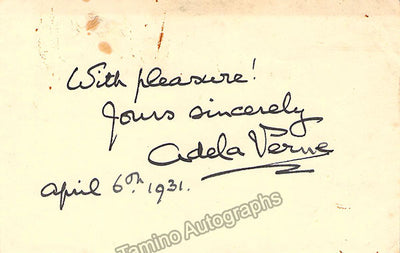 With pleasure!
Yours sincerely
Adela Verne
April 6th. 1931.
Tamino Autographs